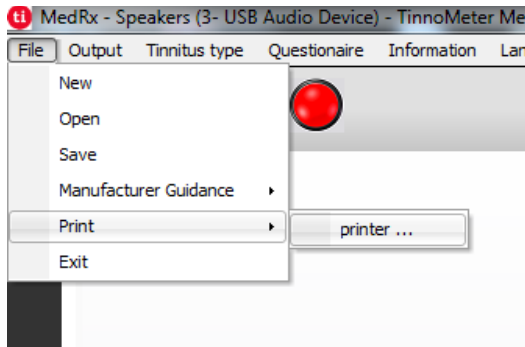 ti MedRx - Speakers (3- USB Audio Device) - TinnoMeter Me
File Output Tinnitus type Questionaire Information Lan
New
Open
Save
Manufacturer Guidance
Print
printer ...
Exit